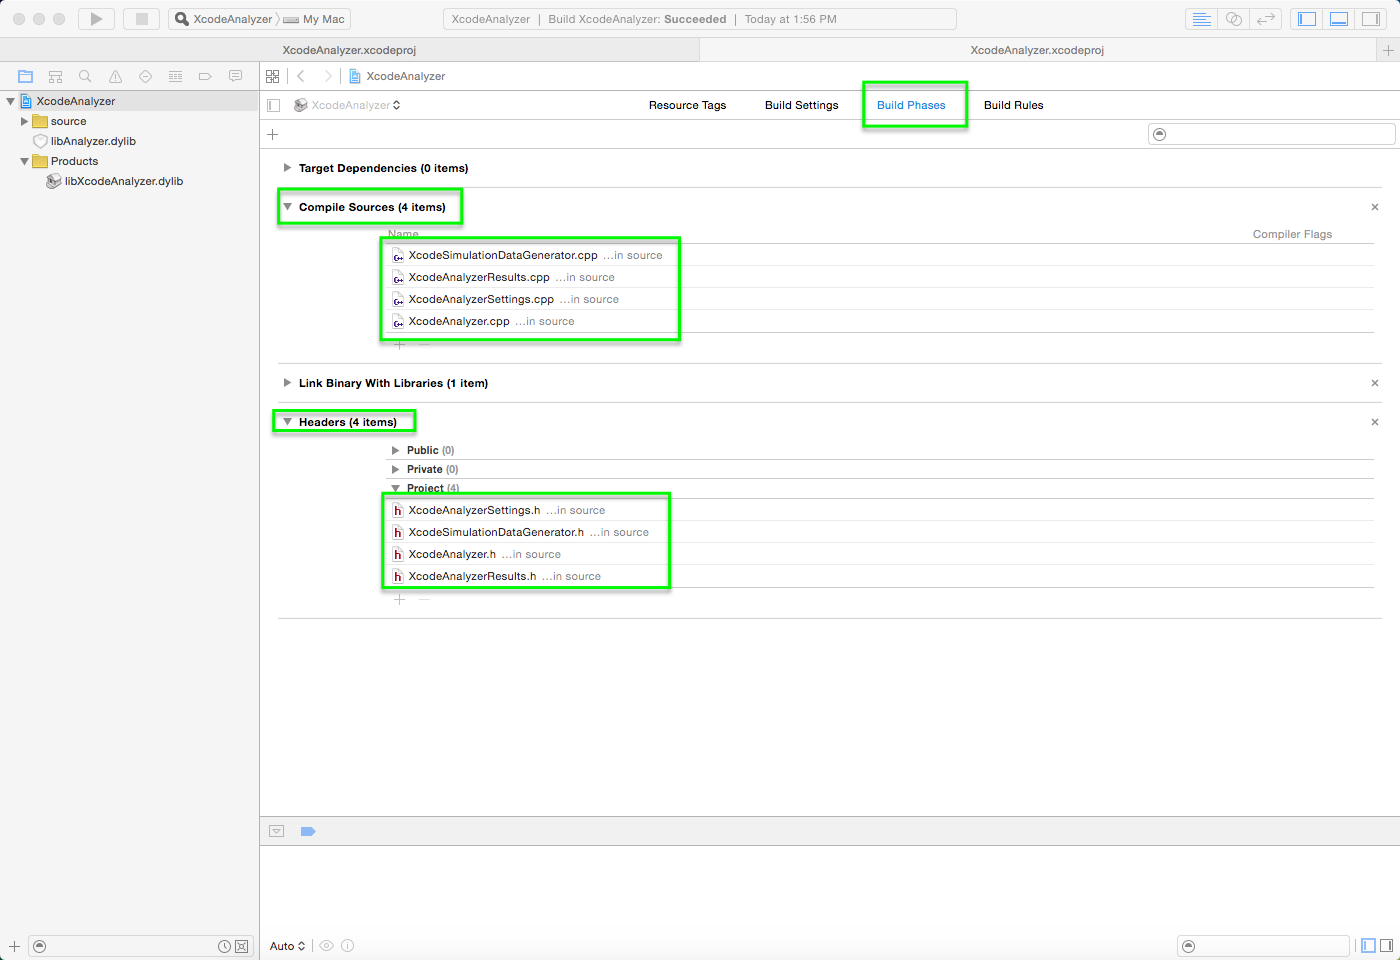 XcodeAnalyzer My Mac
XcodeAnalyzer | Build XcodeAnalyzer: Succeeded | Today at 1:56 PM
XcodeAnalyzer.xcodeproj
XcodeAnalyzer.xcodeproj
XcodeAnalyzer
source
libAnalyzer.dylib
Products
libXcodeAnalyzer.dylib
XcodeAnalyzer
XcodeAnalyzer
Resource Tags
Build Settings
Build Phases
Build Rules
Target Dependencies (0 items)
Compile Sources (4 items)
Name
Compiler Flags
XcodeSimulationDataGenerator.cpp ...in source
XcodeAnalyzerResults.cpp ...in source
XcodeAnalyzerSettings.cpp ...in source
XcodeAnalyzer.cpp ...in source
Link Binary With Libraries (1 item)
Headers (4 items)
Public (0)
Private (0)
Project (4)
XcodeAnalyzerSettings.h ...in source
XcodeSimulationDataGenerator.h ...in source
XcodeAnalyzer.h ...in source
XcodeAnalyzerResults.h ...in source
Auto